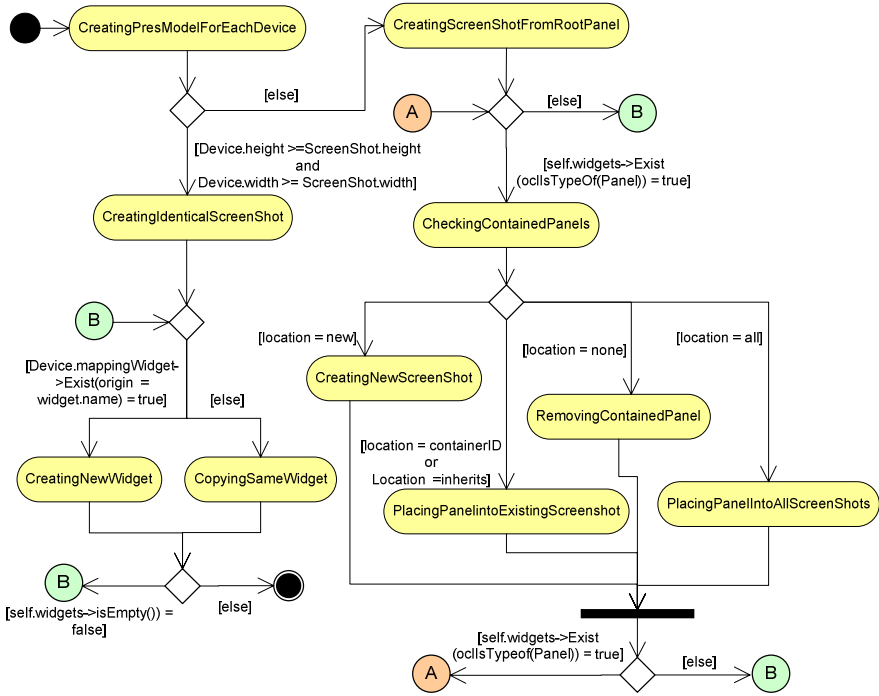 CreatingPresModelForEachDevice
CreatingScreenShotFromRootPanel
[else]
A
[else]
B
[Device.height >=ScreenShot.height
and
Device.width >= ScreenShot.width]
[self.widgets->Exist
(oclIsTypeOf(Panel)) = true]
CreatingIdenticalScreenShot
CheckingContainedPanels
B
[location = new]
[location = none]
[location = all]
[Device.mappingWidget-
>Exist(origin =
widget.name) = true]
[else]
CreatingNewScreenShot
RemovingContainedPanel
[location = containerID
or
Location =inherits]
CreatingNewWidget
CopyingSameWidget
PlacingPanelintoExistingScreenshot
PlacingPanelIntoAllScreenShots
B
[else]
[self.widgets->isEmpty()) =
false]
[self.widgets->Exist
(oclIsTypeof(Panel)) = true]
A
[else]
B